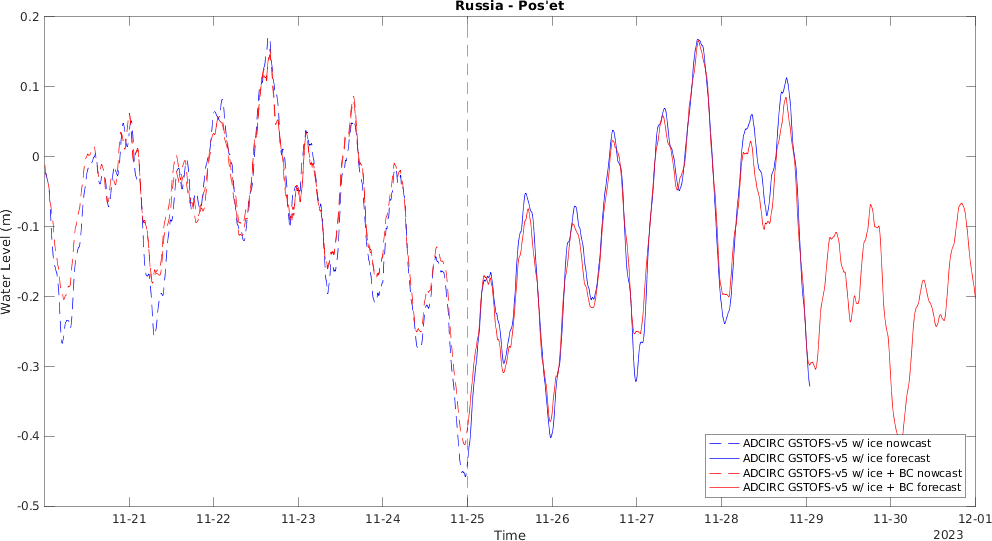 Russia - Pos'et
Water Level (m)
0.2
0.1
0
-0.1
-0.2
-0.3
-0.4
-0.5
ADCIRC GSTOFS-v5 w/ ice nowcast
ADCIRC GSTOFS-v5 w/ ice forecast
ADCIRC GSTOFS-v5 w/ ice + BC nowcast
ADCIRC GSTOFS-v5 w/ ice + BC forecast
11-21 11-22 11-23 11-24 11-25 11-26 11-27 11-28 11-29 11-30 12-01
Time
2023